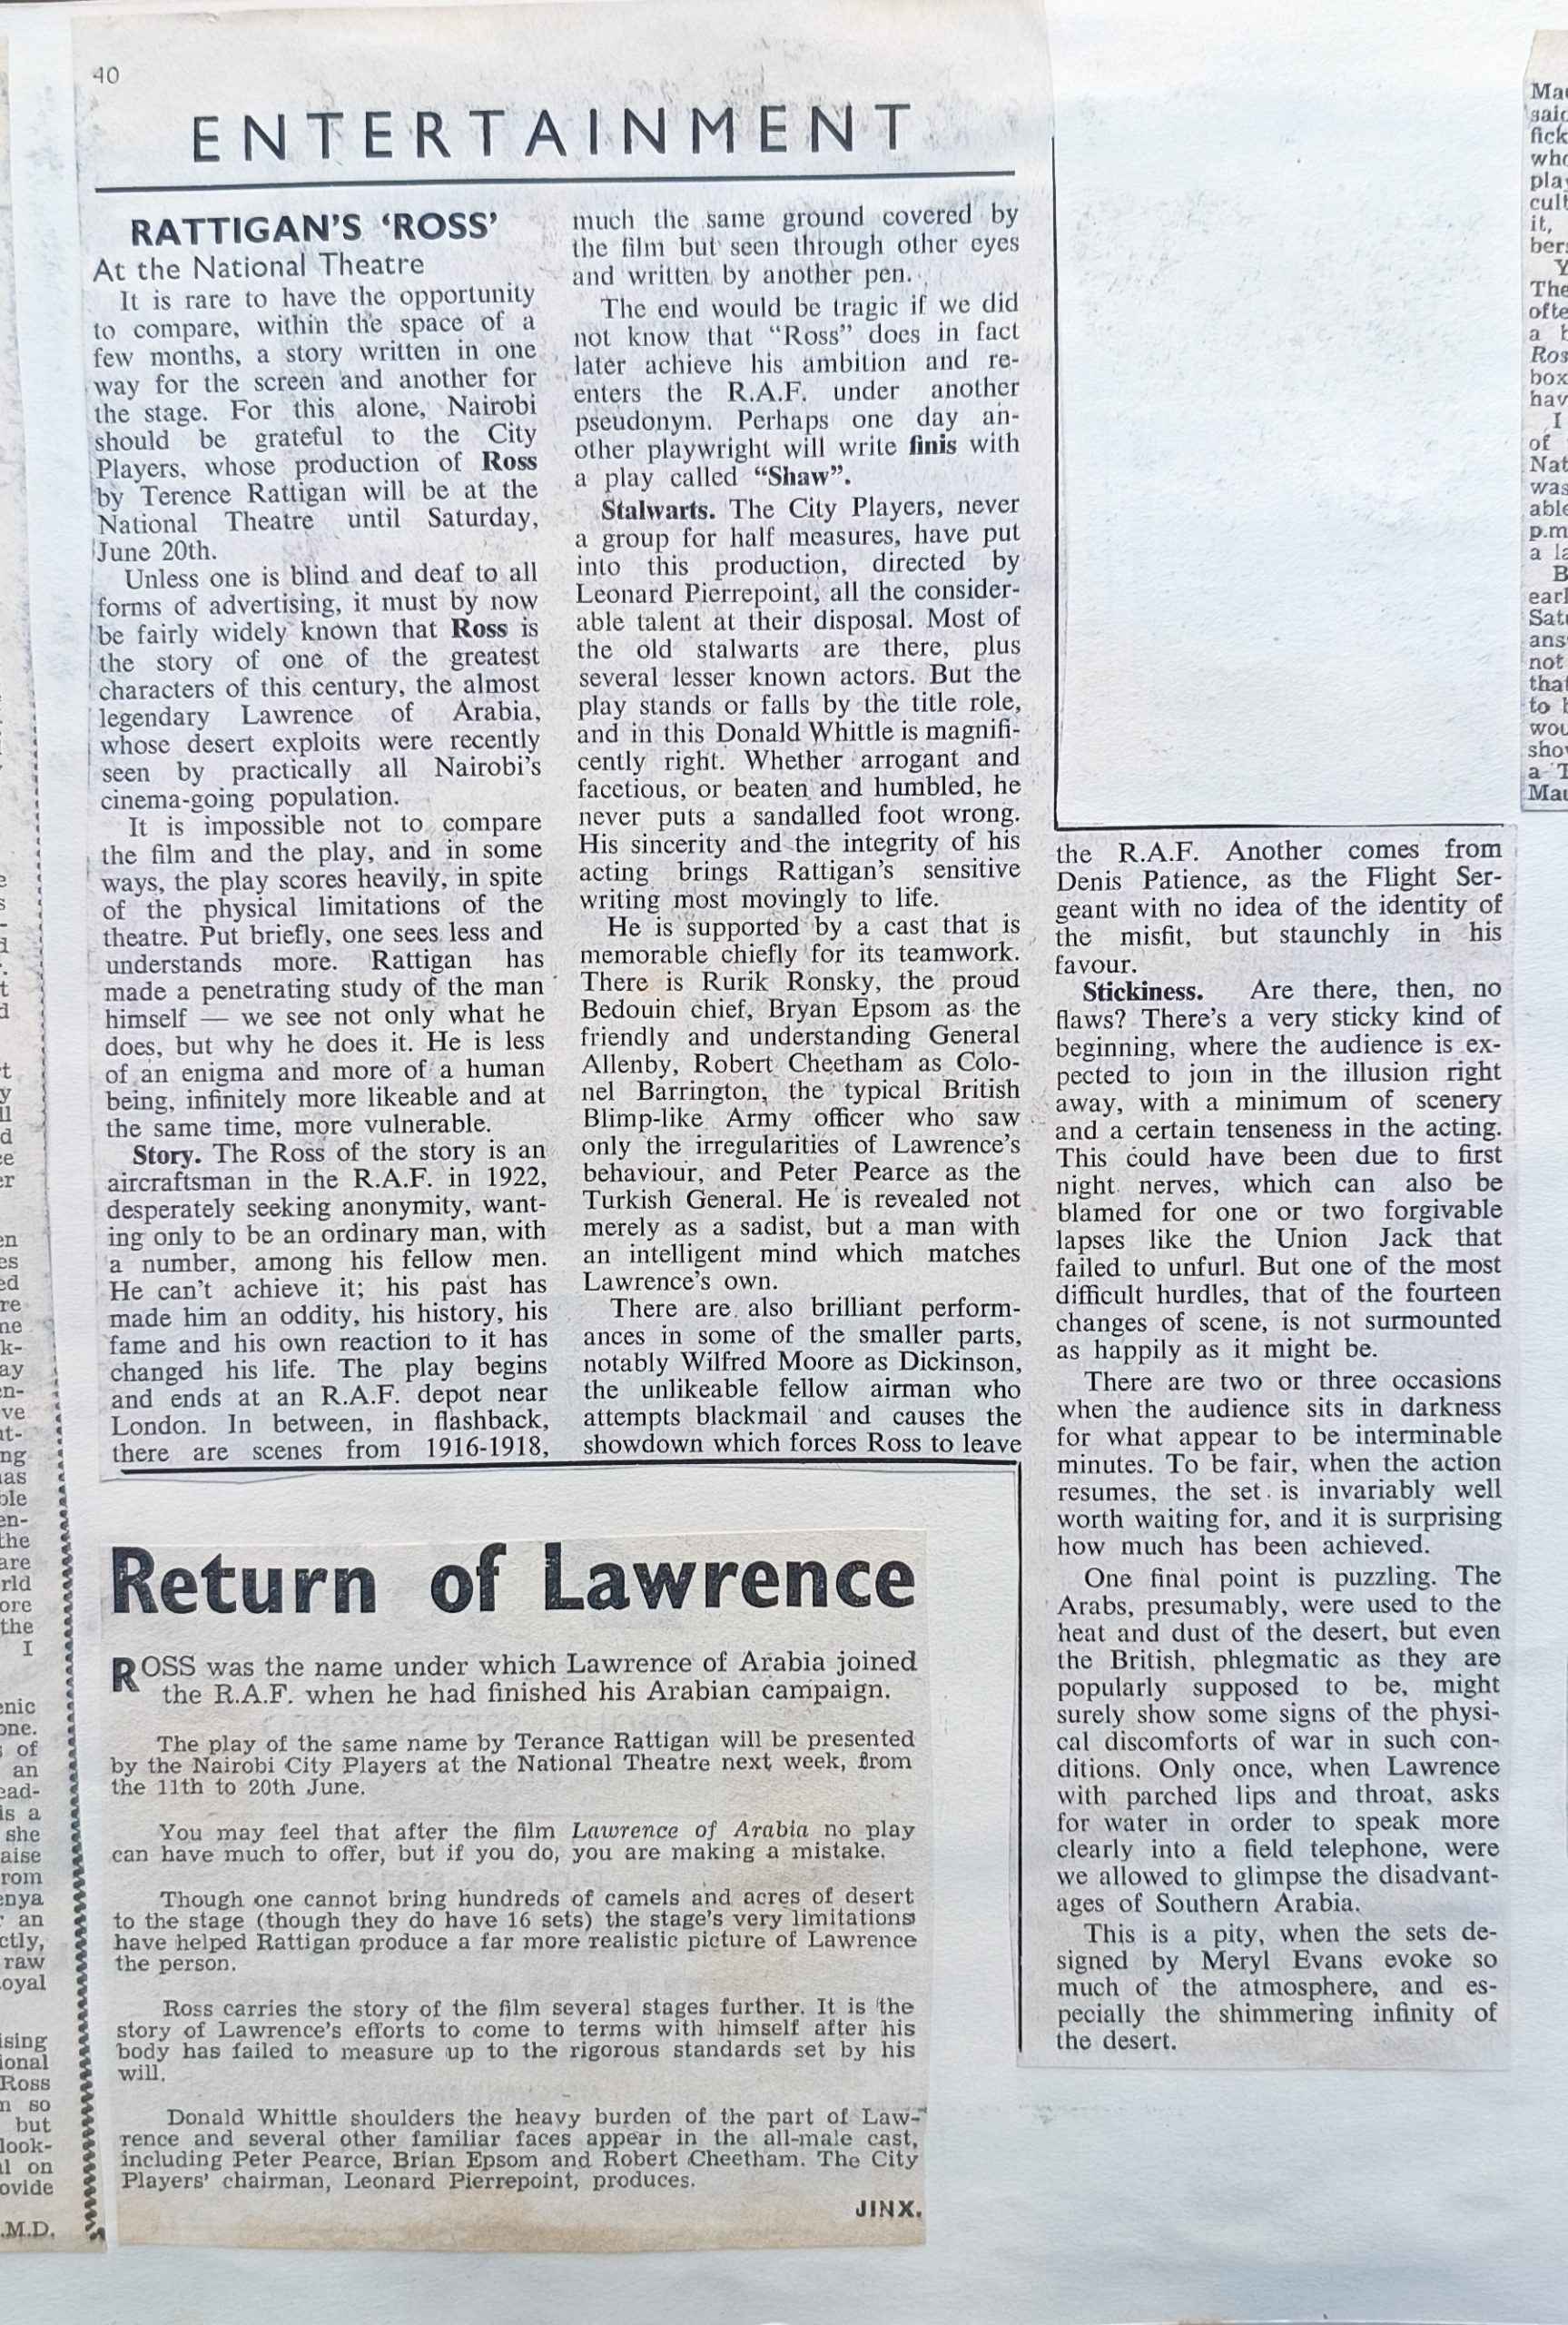 40
ENTERTAINMENT
RATTIGAN'S ‘ROSS’
At the National Theatre
It is rare to have the opportunity
to compare, within the space of a
few months, a story written in one
way for the screen and another for
the stage. For this alone, Nairobi
should be grateful to the City
Players, whose production of Ross
by Terence Rattigan will be at the
National Theatre until Saturday,
June 20th.
Unless one is blind and deaf to all
forms of advertising, it must by now
be fairly widely known that Ross is
the story of one of the greatest
characters of this century, the almost
legendary Lawrence of Arabia,
whose desert exploits were recently
seen by practically all Nairobi's
cinema-going population.
It is impossible not to compare
the film and the play, and in some
ways, the play scores heavily, in spite
of the physical limitations of the
theatre. Put briefly, one sees less and
understands more. Rattigan has
made a penetrating study of the man
himself — we see not only what he
does, but why he does it. He is less
of an enigma and more of a human
being, infinitely more likeable and at
the same time, more vulnerable.
Story. The Ross of the story is an
aircraftsman in the R.A.F. in 1922,
desperately seeking anonymity, want-
ing only to be an ordinary man, with
a number, among his fellow men.
He can't achieve it; his past has
made him an oddity, his history, his
fame and his own reaction to it has
changed his life. The play begins
and ends at an R.A.F. depot near
London. In between, in flashback,
there are scenes from 1916-1918,
much the same ground covered by
the film but seen through other eyes
and written by another pen.
The end would be tragic if we did
not know that “Ross” does in fact
later achieve his ambition and re-
enters the R.A.F. under another
pseudonym. Perhaps one day an-
other playwright will write finis with
a play called “Shaw”.
Stalwarts. The City Players, never
a group for half measures, have put
into this production, directed by
Leonard Pierrepoint, all the consider-
able talent at their disposal. Most of
the old stalwarts are there, plus
several lesser known actors. But the
play stands or falls by the title role,
and in this Donald Whittle is magnifi-
cently right. Whether arrogant and
facetious, or beaten and humbled, he
never puts a sandalled foot wrong.
His sincerity and the integrity of his
acting brings Rattigan's sensitive
writing most movingly to life.
He is supported by a cast that is
memorable chiefly for its teamwork.
There is Rurik Ronsky, the proud
Bedouin chief, Bryan Epsom as the
friendly and understanding General
Allenby, Robert Cheetham as Colo-
nel Barrington, the typical British
Blimp-like Army officer who saw
only the irregularities of Lawrence's
behaviour, and Peter Pearce as the
Turkish General. He is revealed not
merely as a sadist, but a man with
an intelligent mind which matches
Lawrence's own.
There are also brilliant perform-
ances in some of the smaller parts,
notably Wilfred Moore as Dickinson,
the unlikeable fellow airman who
attempts blackmail and causes the
showdown which forces Ross to leave
the R.A.F. Another comes from
Denis Patience, as the Flight Ser-
geant with no idea of the identity of
the misfit, but staunchly in his
favour.
Stickiness. Are there, then, no
flaws? There's a very sticky kind of
beginning, where the audience is ex-
pected to join in the illusion right
away, with a minimum of scenery
and a certain tenseness in the acting.
This could have been due to first
night nerves, which can also be
blamed for one or two forgivable
lapses like the Union Jack that
failed to unfurl. But one of the most
difficult hurdles, that of the fourteen
changes of scene, is not surmounted
as happily as it might be.
There are two or three occasions
when the audience sits in darkness
for what appear to be interminable
minutes. To be fair, when the action
resumes, the set is invariably well
worth waiting for, and it is surprising
how much has been achieved.
One final point is puzzling. The
Arabs, presumably, were used to the
heat and dust of the desert, but even
the British, phlegmatic as they are
popularly supposed to be, might
surely show some signs of the physi-
cal discomforts of war in such con-
ditions. Only once, when Lawrence
with parched lips and throat, asks
for water in order to speak more
clearly into a field telephone, were
we allowed to glimpse the disadvant-
ages of Southern Arabia.
This is a pity, when the sets de-
signed by Meryl Evans evoke so
much of the atmosphere, and es-
pecially the shimmering infinity of
the desert.
Return of Lawrence
ROSS was the name under which Lawrence of Arabia joined
the R.A.F. when he had finished his Arabian campaign.
The play of the same name by Terance Rattigan will be presented
by the Nairobi City Players at the National Theatre next week, from
the 11th to 20th June.
You may feel that after the film Lawrence of Arabia no play
can have much to offer, but if you do, you are making a mistake.
Though one cannot bring hundreds of camels and acres of desert
to the stage (though they do have 16 sets) the stage's very limitations
have helped Rattigan produce a far more realistic picture of Lawrence
the person.
Ross carries the story of the film several stages further. It is the
story of Lawrence's efforts to come to terms with himself after his
body has failed to measure up to the rigorous standards set by his
will.
Donald Whittle shoulders the heavy burden of the part of Law-
rence and several other familiar faces appear in the all-male cast,
including Peter Pearce, Brian Epsom and Robert Cheetham. The City
Players' chairman, Leonard Pierrepoint, produces.
JINX.